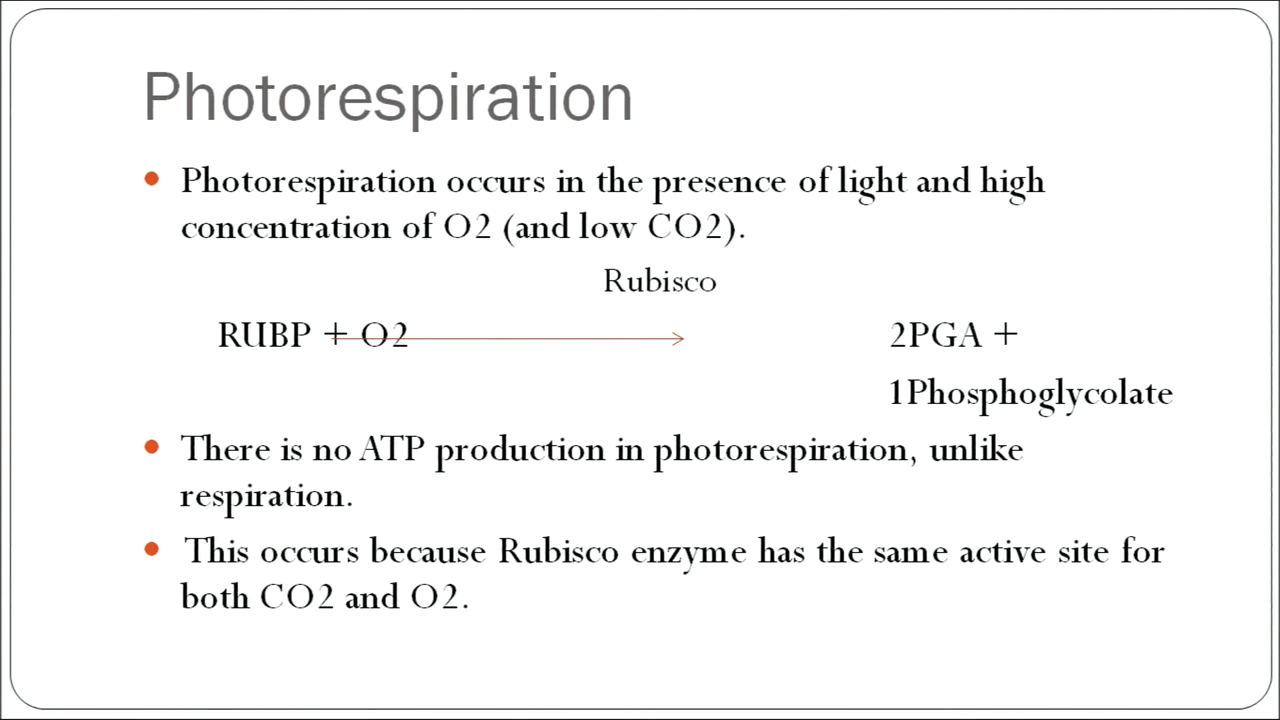 Photorespiration
Photorespiration occurs in the presence of light and high
concentration of O2 (and low CO2).
Rubisco
RUBP + O2 2PGA +
1Phosphoglycolate
There is no ATP production in photorespiration, unlike
respiration.
This occurs because Rubisco enzyme has the same active site for
both CO2 and O2.